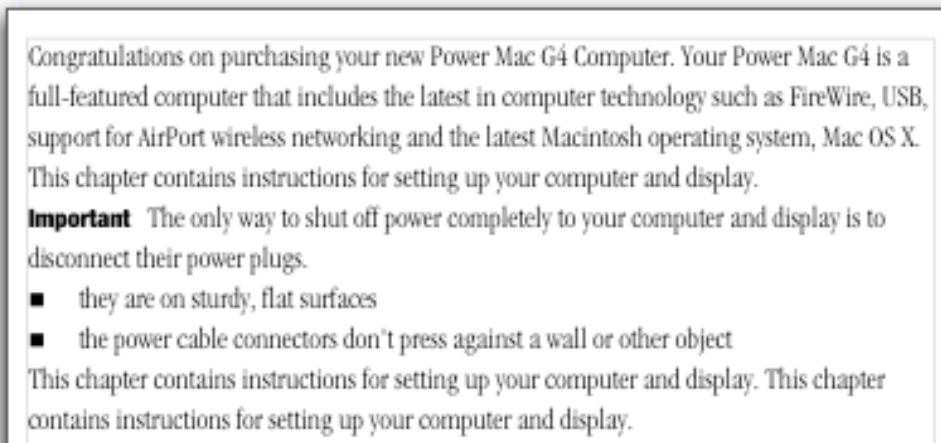 Congratulations on purchasing your new Power Mac G4 Computer. Your Power Mac G4 is a
full-featured computer that includes the latest in computer technology such as FireWire, USB,
support for AirPort wireless networking and the latest Macintosh operating system, Mac OS X.
This chapter contains instructions for setting up your computer and display.
Important The only way to shut off power completely to your computer and display is to
disconnect their power plugs.
■ they are on sturdy, flat surfaces
■ the power cable connectors don't press against a wall or other object
This chapter contains instructions for setting up your computer and display. This chapter
contains instructions for setting up your computer and display.